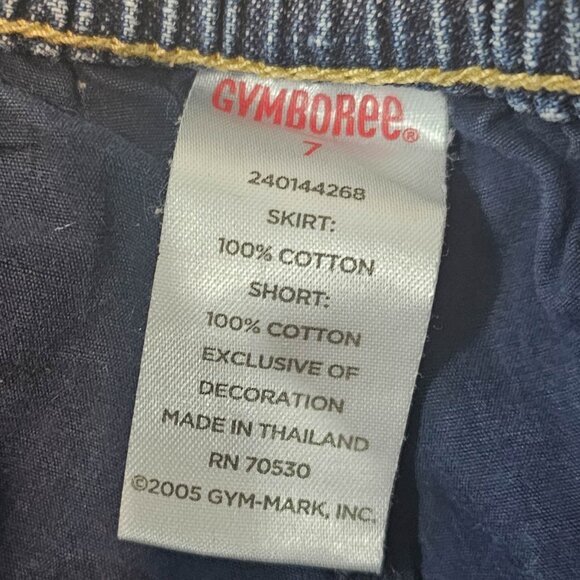 GYMBOREE®
7
240144268
SKIRT:
100% COTTON
SHORT:
100% COTTON
EXCLUSIVE OF
DECORATION
MADE IN THAILAND
RN 70530
©2005 GYM-MARK, INC.